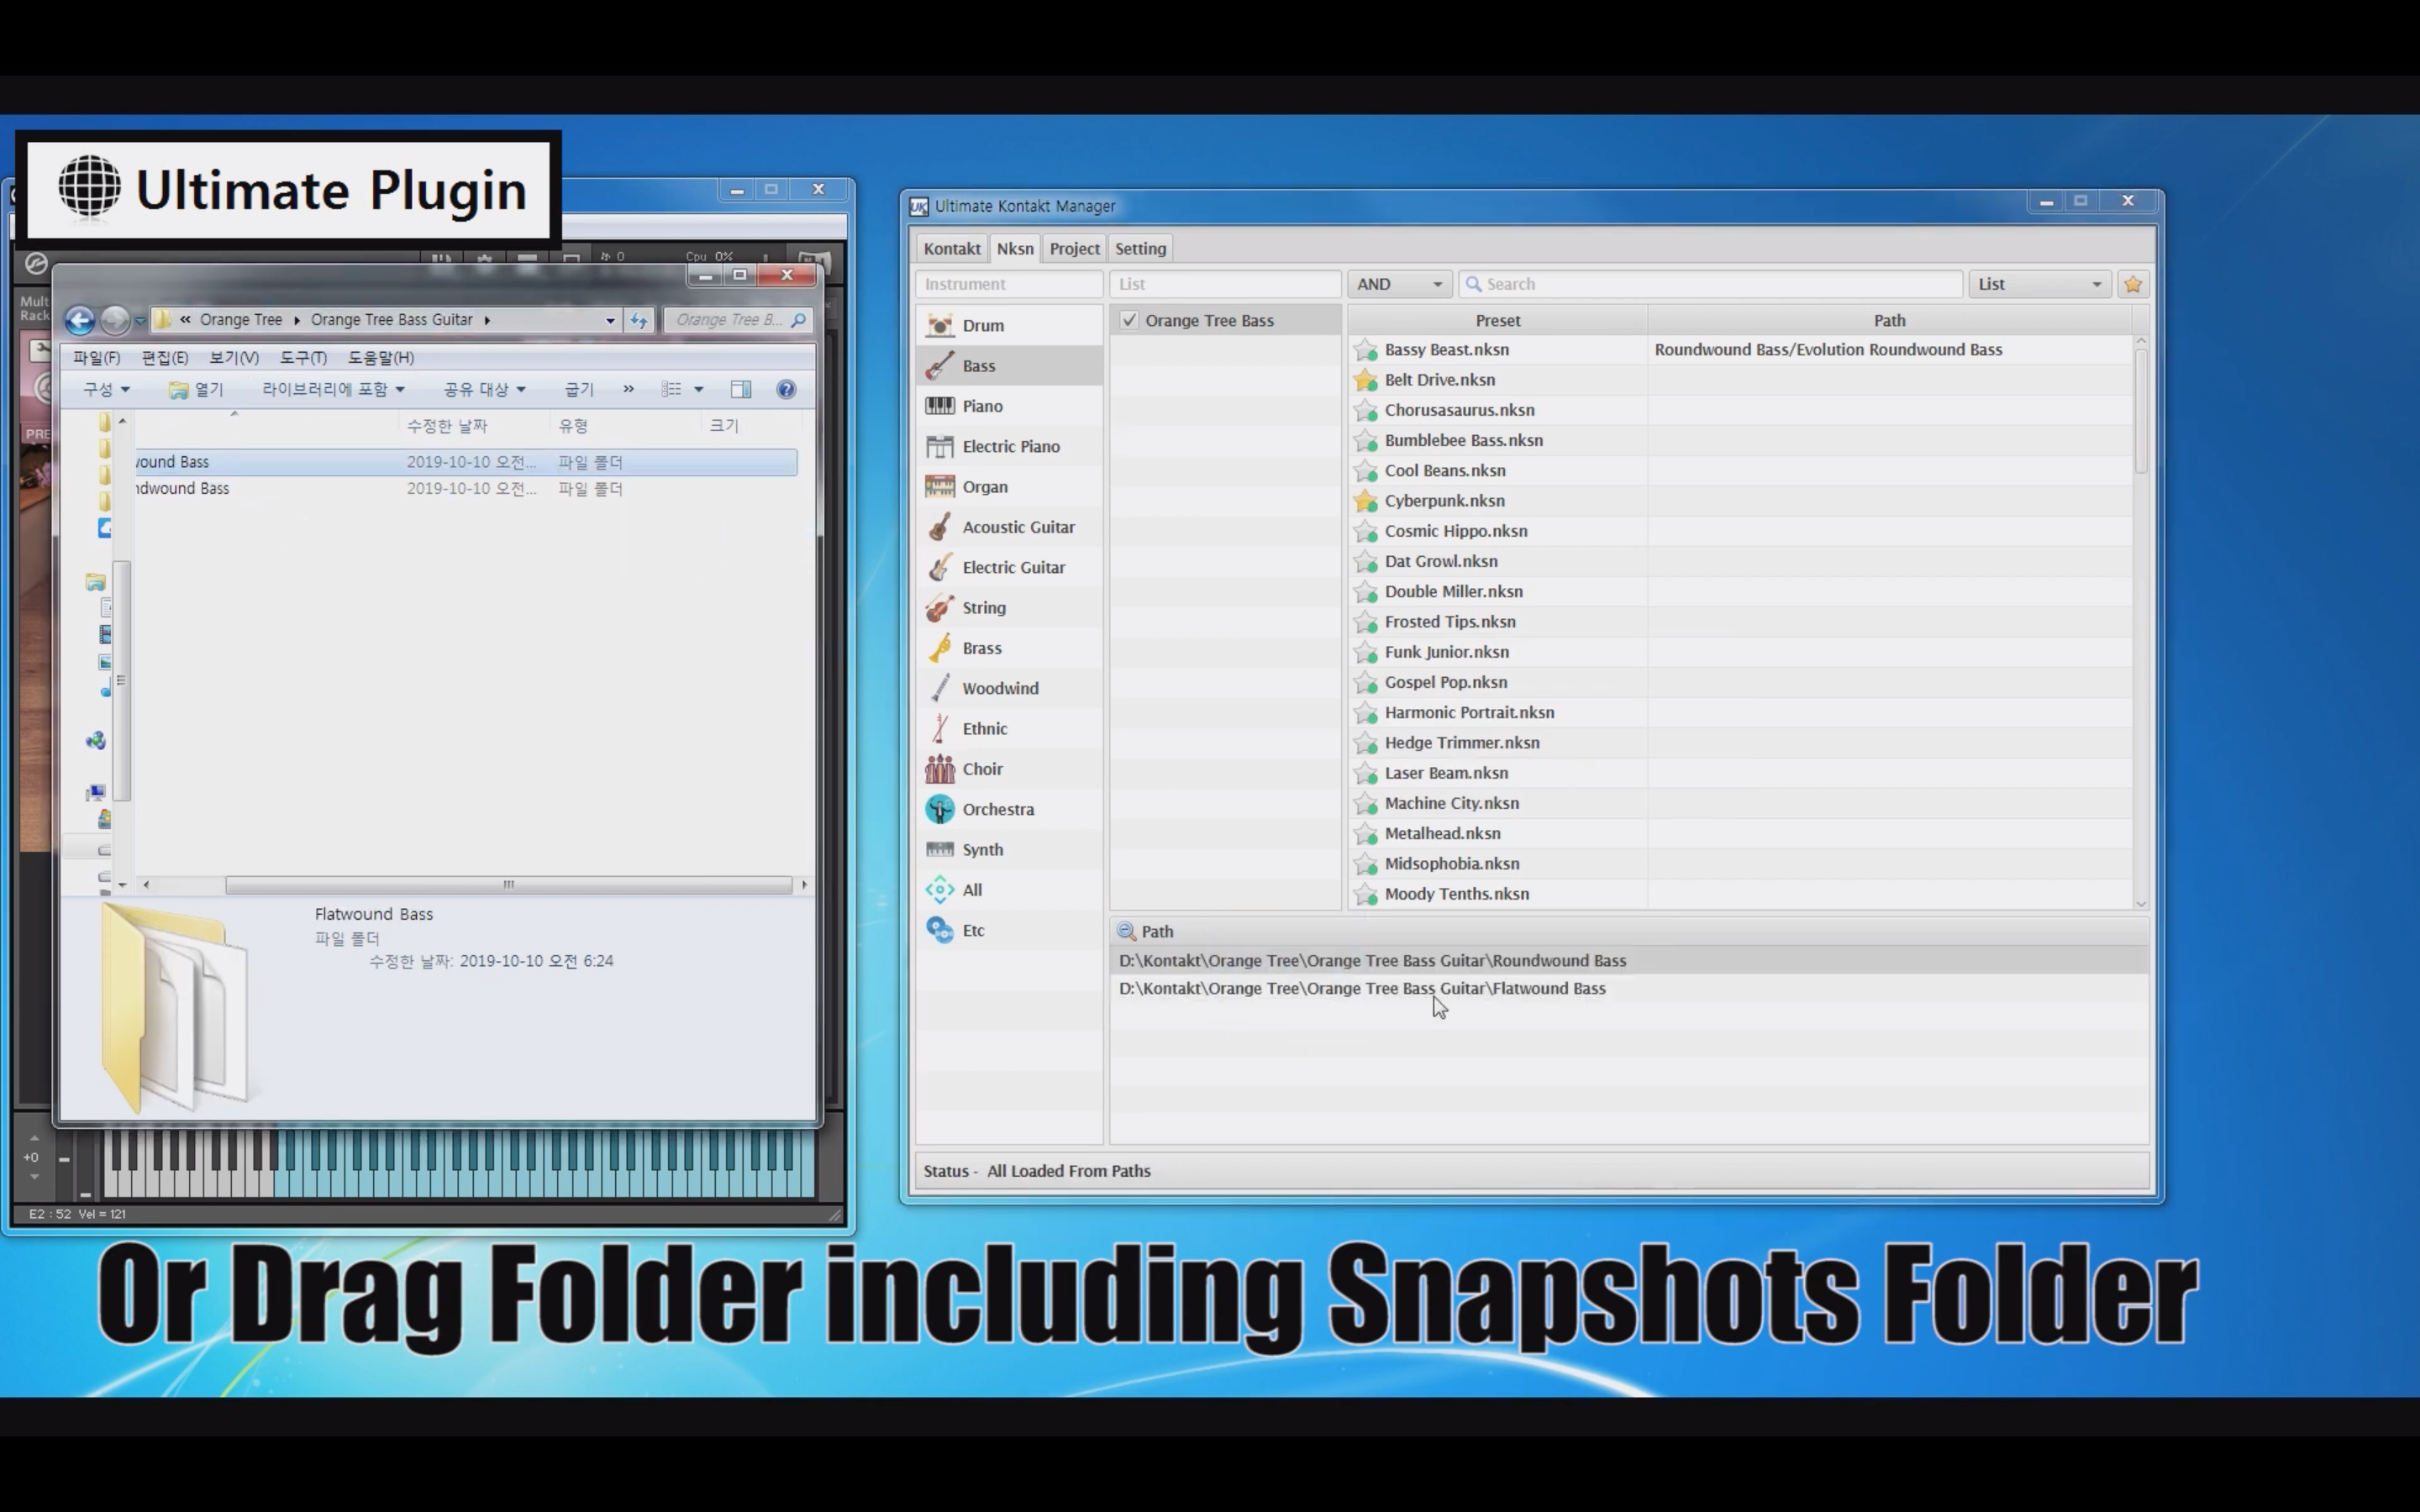 Ultimate Plugin
0
Cpu 0%
Mult
Rack
PRE
« Orange Tree ▸ Orange Tree Bass Guitar ▸
Orange Tree B...
파일(F) 편집(E) 보기(V) 도구(T) 도움말(H)
구성 열기 라이브러리에 포함 공유 대상 굽기 »
수정한 날짜 유형 크기
wound Bass 2019-10-10 오전... 파일 폴더
ndwound Bass 2019-10-10 오전... 파일 폴더
Flatwound Bass
파일 폴더
수정한 날짜: 2019-10-10 오전 6:24
+0
E2 : 52 Vel = 121
UK Ultimate Kontakt Manager
Kontakt Nksn Project Setting
Instrument List AND Search List
Drum
Bass
Piano
Electric Piano
Organ
Acoustic Guitar
Electric Guitar
String
Brass
Woodwind
Ethnic
Choir
Orchestra
Synth
All
Etc
Orange Tree Bass
Preset Path
Bassy Beast.nksn Roundwound Bass/Evolution Roundwound Bass
Belt Drive.nksn
Chorusasaurus.nksn
Bumblebee Bass.nksn
Cool Beans.nksn
Cyberpunk.nksn
Cosmic Hippo.nksn
Dat Growl.nksn
Double Miller.nksn
Frosted Tips.nksn
Funk Junior.nksn
Gospel Pop.nksn
Harmonic Portrait.nksn
Hedge Trimmer.nksn
Laser Beam.nksn
Machine City.nksn
Metalhead.nksn
Midsophobia.nksn
Moody Tenths.nksn
Path
D:\Kontakt\Orange Tree\Orange Tree Bass Guitar\Roundwound Bass
D:\Kontakt\Orange Tree\Orange Tree Bass Guitar\Flatwound Bass
Status - All Loaded From Paths
Or Drag Folder including Snapshots Folder